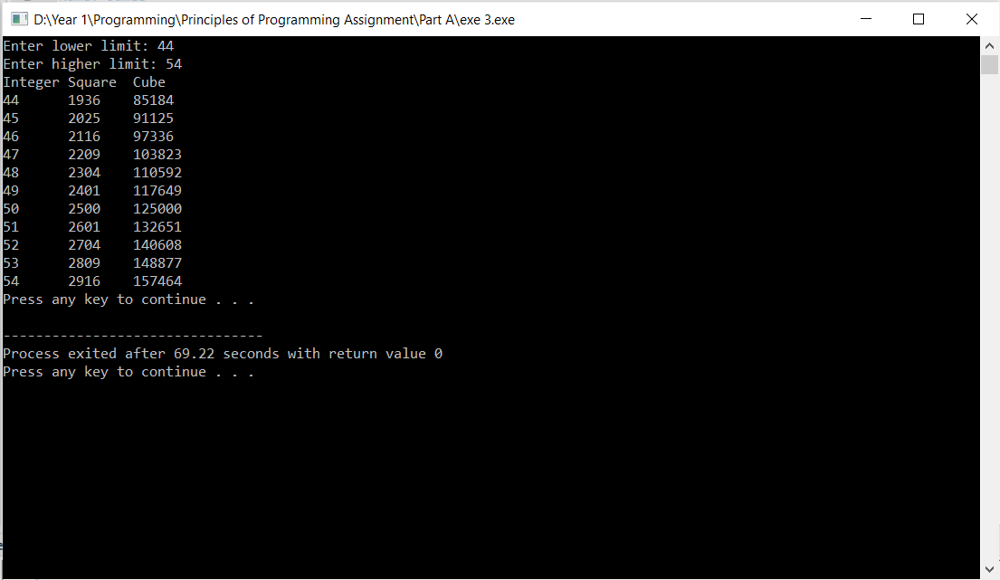 D:\Year 1\Programming\Principles of Programming Assignment\Part A\exe 3.exe
Enter lower limit: 44
Enter higher limit: 54
Integer Square  Cube
44      1936    85184
45      2025    91125
46      2116    97336
47      2209    103823
48      2304    110592
49      2401    117649
50      2500    125000
51      2601    132651
52      2704    140608
53      2809    148877
54      2916    157464
Press any key to continue . . .
--------------------------------
Process exited after 69.22 seconds with return value 0
Press any key to continue . . .